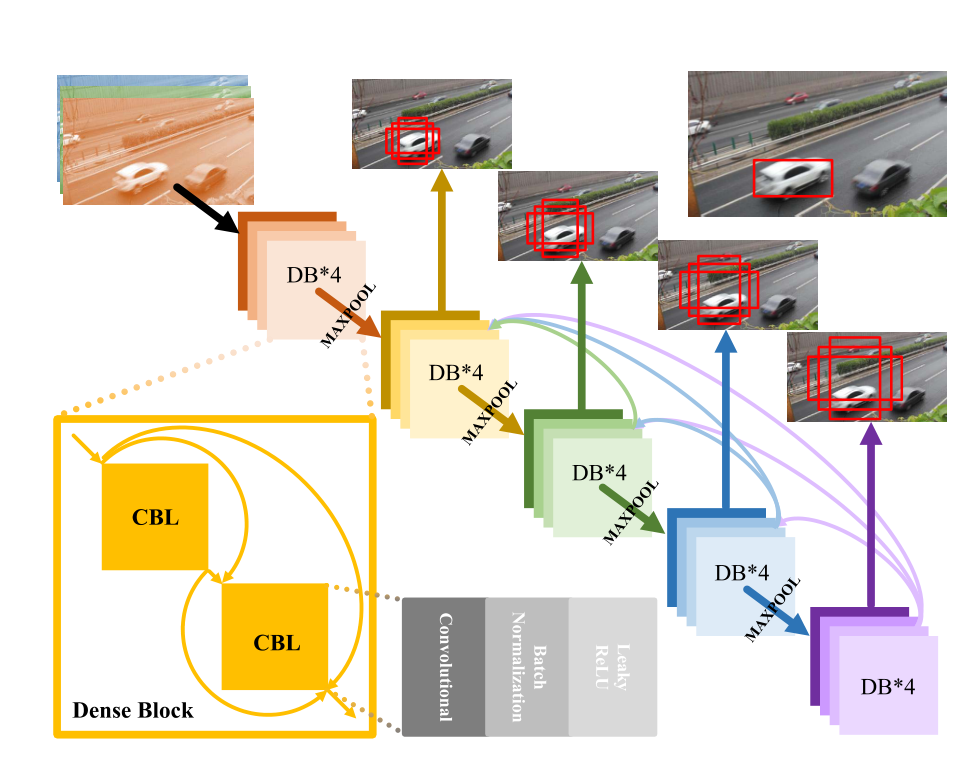 DB*4
MAXPOOL
DB*4
MAXPOOL
DB*4
MAXPOOL
DB*4
MAXPOOL
DB*4
CBL
CBL
Dense Block
Convolutional
Batch
Normalization
Leaky
ReLU